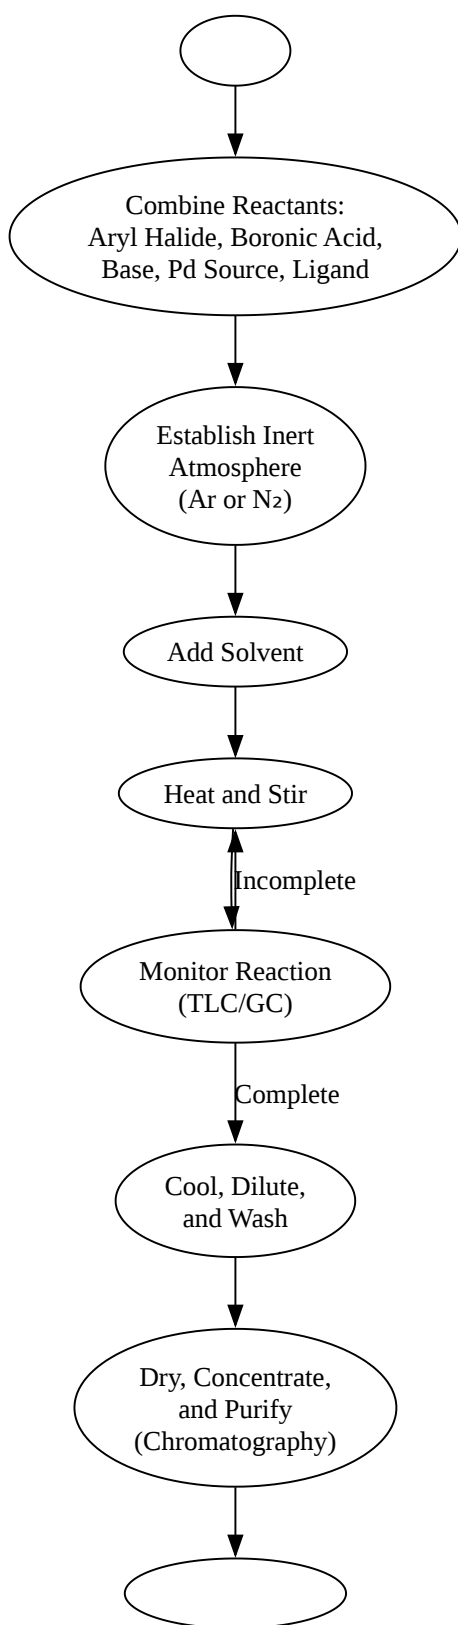 Combine Reactants:
Aryl Halide, Boronic Acid,
Base, Pd Source, Ligand
Establish Inert
Atmosphere
(Ar or N₂)
Add Solvent
Heat and Stir
Incomplete
Monitor Reaction
(TLC/GC)
Complete
Cool, Dilute,
and Wash
Dry, Concentrate,
and Purify
(Chromatography)